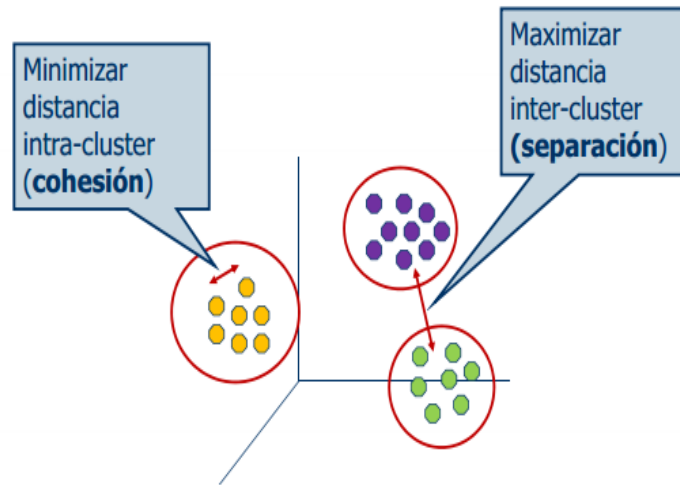 Minimizar
distancia
intra-cluster
(cohesión)
Maximizar
distancia
inter-cluster
(separación)